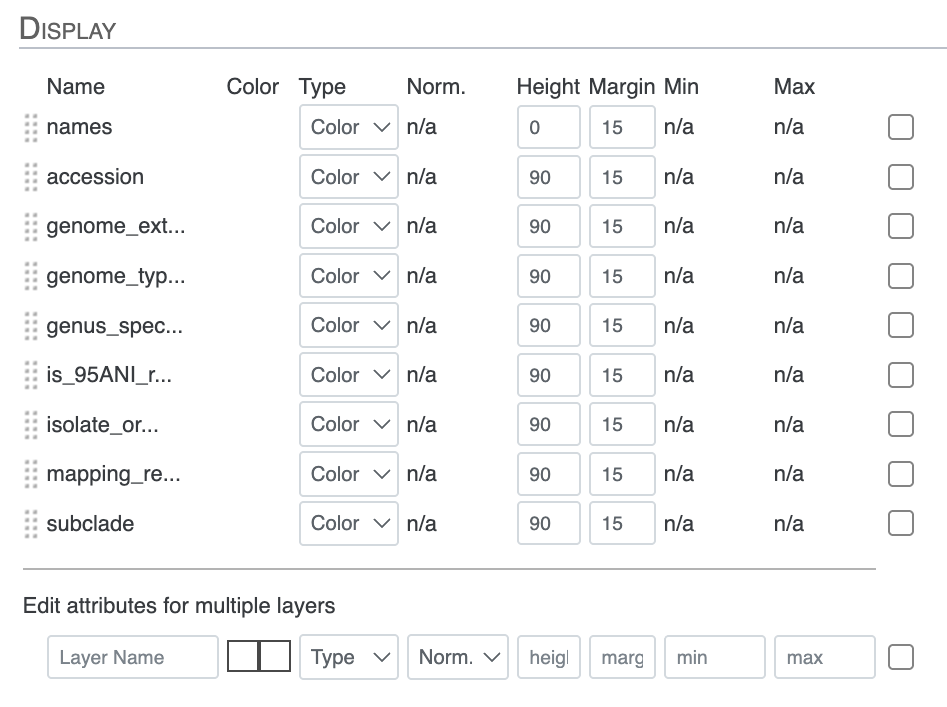 Display
Name Color Type Norm. Height Margin Min Max
names Color n/a 0 15 n/a n/a
accession Color n/a 90 15 n/a n/a
genome_ext... Color n/a 90 15 n/a n/a
genome_typ... Color n/a 90 15 n/a n/a
genus_spec... Color n/a 90 15 n/a n/a
is_95ANI_r... Color n/a 90 15 n/a n/a
isolate_or... Color n/a 90 15 n/a n/a
mapping_re... Color n/a 90 15 n/a n/a
subclade Color n/a 90 15 n/a n/a
Edit attributes for multiple layers
Layer Name Type Norm. heigl marg min max